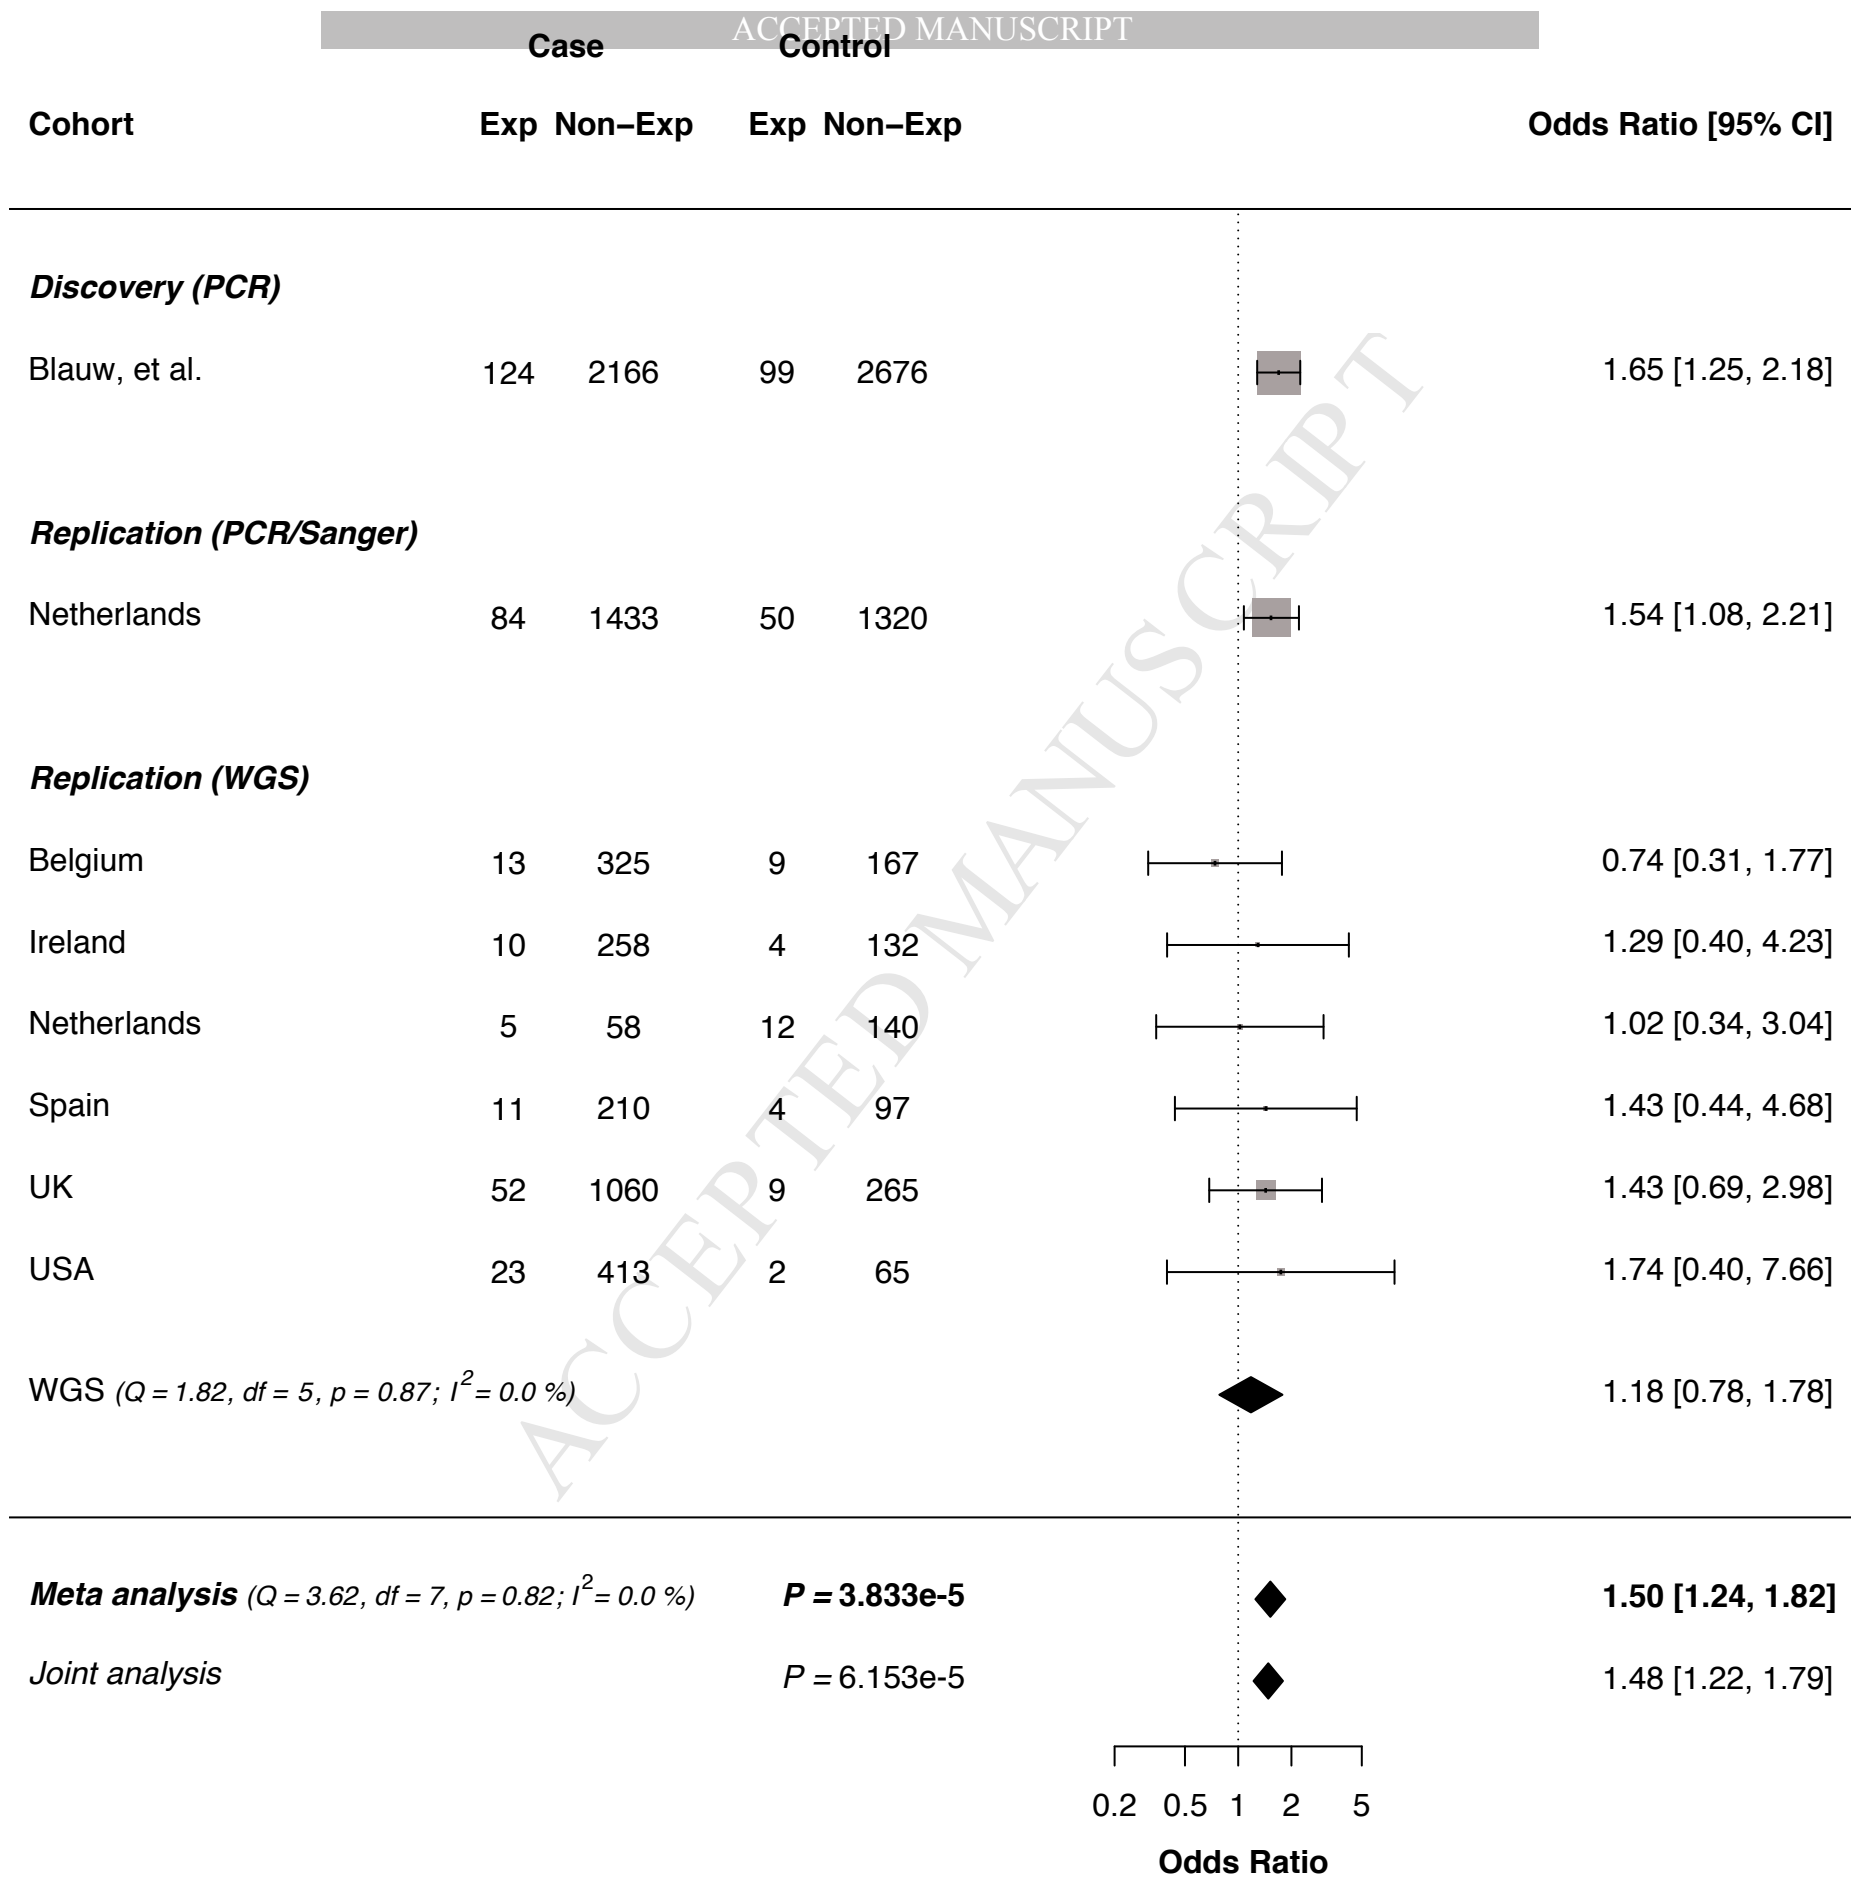 ACCEPTED MANUSCRIPT
Case Control
Cohort Exp Non−Exp Exp Non−Exp Odds Ratio [95% CI]
Discovery (PCR)
Blauw, et al. 124 2166 99 2676 1.65 [1.25, 2.18]
Replication (PCR/Sanger)
Netherlands 84 1433 50 1320 1.54 [1.08, 2.21]
Replication (WGS)
Belgium 13 325 9 167 0.74 [0.31, 1.77]
Ireland 10 258 4 132 1.29 [0.40, 4.23]
Netherlands 5 58 12 140 1.02 [0.34, 3.04]
Spain 11 210 4 97 1.43 [0.44, 4.68]
UK 52 1060 9 265 1.43 [0.69, 2.98]
USA 23 413 2 65 1.74 [0.40, 7.66]
WGS (Q = 1.82, df = 5, p = 0.87; I² = 0.0 %) 1.18 [0.78, 1.78]
Meta analysis (Q = 3.62, df = 7, p = 0.82; I² = 0.0 %) P = 3.833e-5 1.50 [1.24, 1.82]
Joint analysis P = 6.153e-5 1.48 [1.22, 1.79]
0.2 0.5 1 2 5
Odds Ratio
ACCEPTED MANUSCRIPT